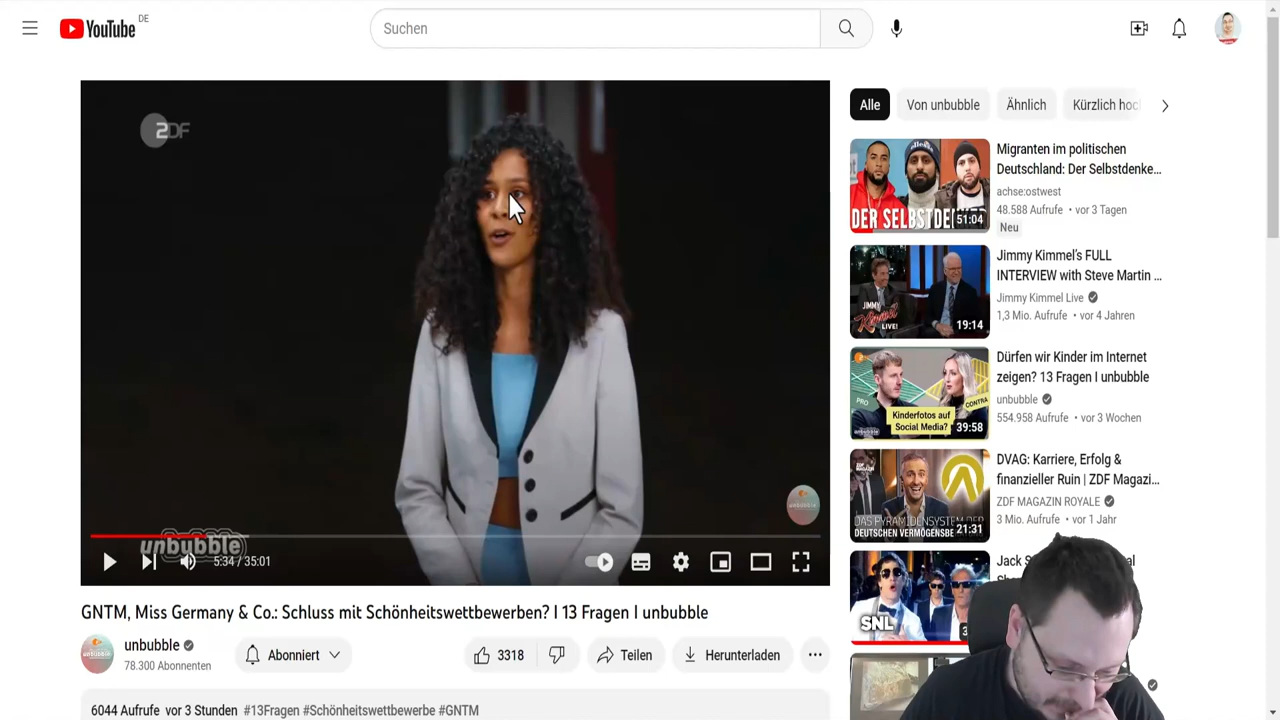 YouTube DE
Suchen
ZDF
unbubble
5:34 / 35:01
GNTM, Miss Germany & Co.: Schluss mit Schönheitswettbewerben? I 13 Fragen I unbubble
unbubble
78.300 Abonnenten
Abonniert
3318
Teilen
Herunterladen
6044 Aufrufe vor 3 Stunden #13Fragen #Schönheitswettbewerbe #GNTM
Alle
Von unbubble
Ähnlich
Kürzlich hoc
DER SELBSTDENKER
51:04
Migranten im politischen
Deutschland: Der Selbstdenke...
achse:ostwest
48.588 Aufrufe • vor 3 Tagen
Neu
JIMMY
KIMMEL
LIVE!
19:14
Jimmy Kimmel's FULL
INTERVIEW with Steve Martin ...
Jimmy Kimmel Live
1,3 Mio. Aufrufe • vor 4 Jahren
PRO
CONTRA
Kinderfotos auf
Social Media?
unbubble
39:58
Dürfen wir Kinder im Internet
zeigen? 13 Fragen I unbubble
unbubble
554.958 Aufrufe • vor 3 Wochen
DAS PYRAMIDENSYSTEM DER
DEUTSCHEN VERMÖGENSBE
21:31
DVAG: Karriere, Erfolg &
finanzieller Ruin | ZDF Magazi...
ZDF MAGAZIN ROYALE
3 Mio. Aufrufe • vor 1 Jahr
SNL
Jack S